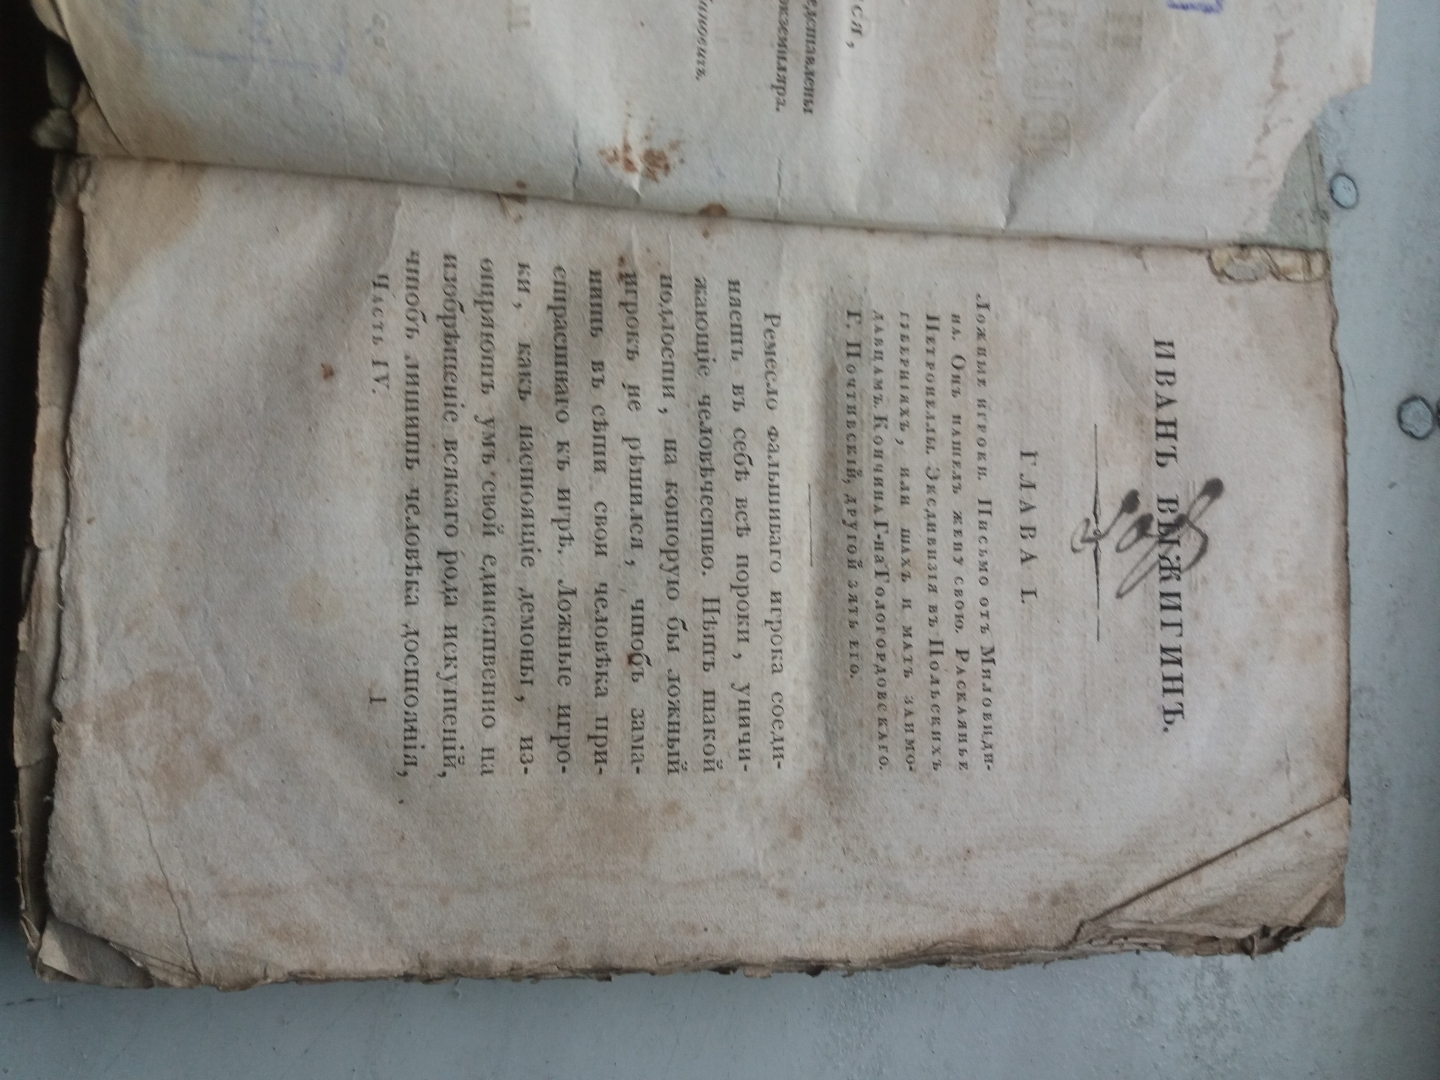 ся,
едставлены
кземпляра.
ИВАНЪ ВЫЖИГИНЪ.
ГЛАВА I.
Ложные игроки. Письмо отъ Миловиди-
на. Онъ нашелъ жену свою. Раскаянье
Петронеллы. Эксдивизія въ Польскихъ
губерніяхъ, или шахъ и матъ заимо-
давцамъ. Кончина Г-на Гологордовскаго.
Г. Почтивскій, другой зять его.
Ремесло фальшиваго игрока соеди-
няетъ въ себѣ всѣ пороки, уничи-
жающіе человѣчество. Нѣтъ такой
подлости, на которую бы ложный
игрокъ не рѣшился, чтобъ зама-
нить въ сѣти свои человѣка при-
страстнаго къ игрѣ. Ложные игро-
ки, какъ настоящіе демоны, из-
ощряютъ умъ свой единственно на
изобрѣтеніе всякаго рода искушеній,
чтобъ лишить человѣка достоянія,
Часть IV. 1